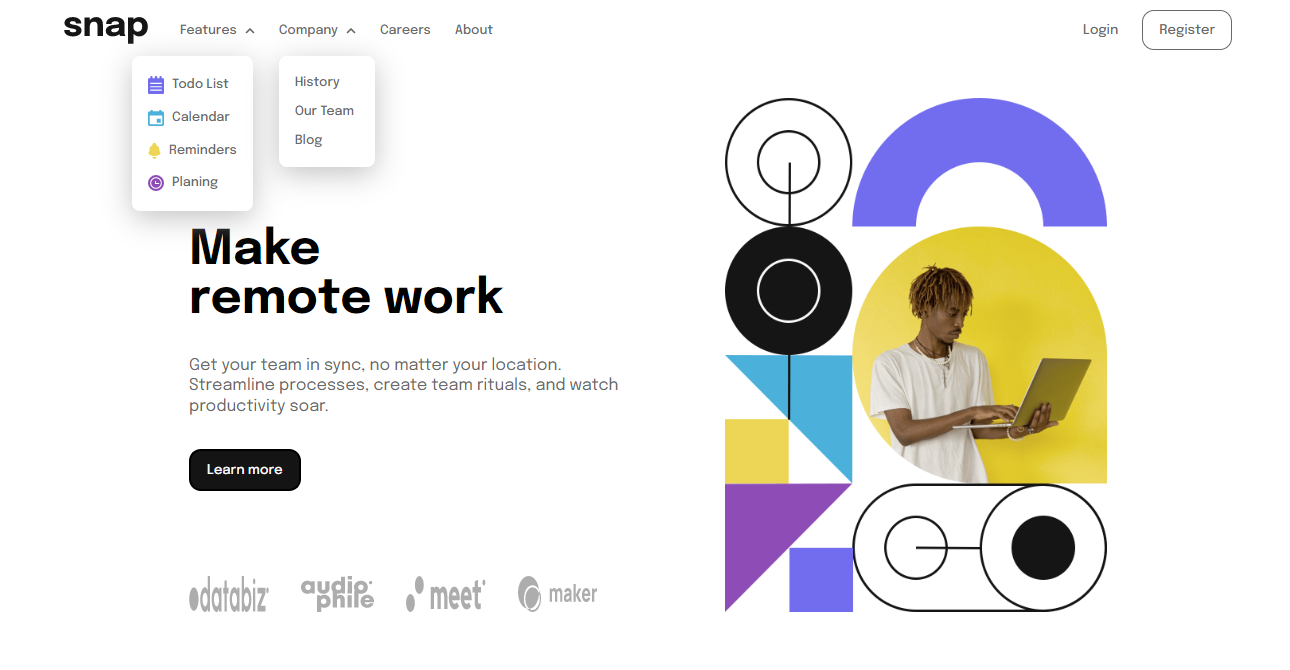 snap
Features
Company
Careers
About
Login
Register
Todo List
Calendar
Reminders
Planing
History
Our Team
Blog
Make
remote work
Get your team in sync, no matter your location.
Streamline processes, create team rituals, and watch
productivity soar.
Learn more
databiz
audio
phile
meet
maker